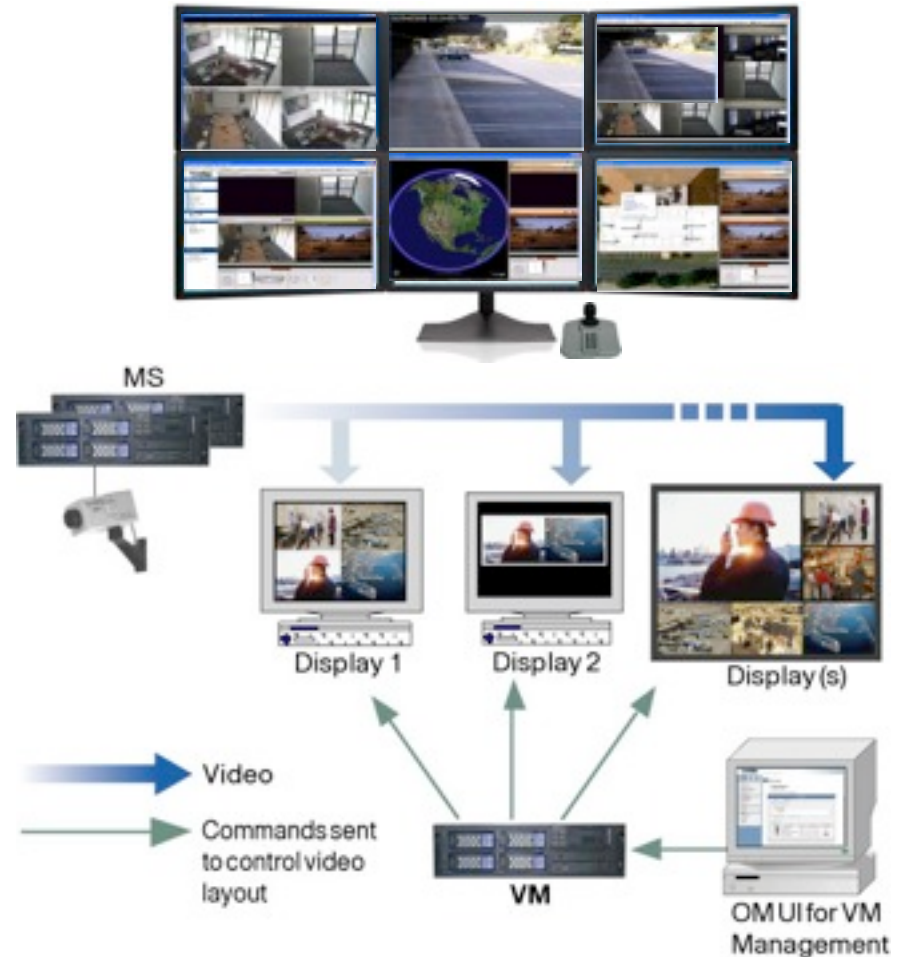 MS
Display 1
Display 2
Display (s)
Video
Commands sent
to control video
layout
VM
OM UI for VM
Management